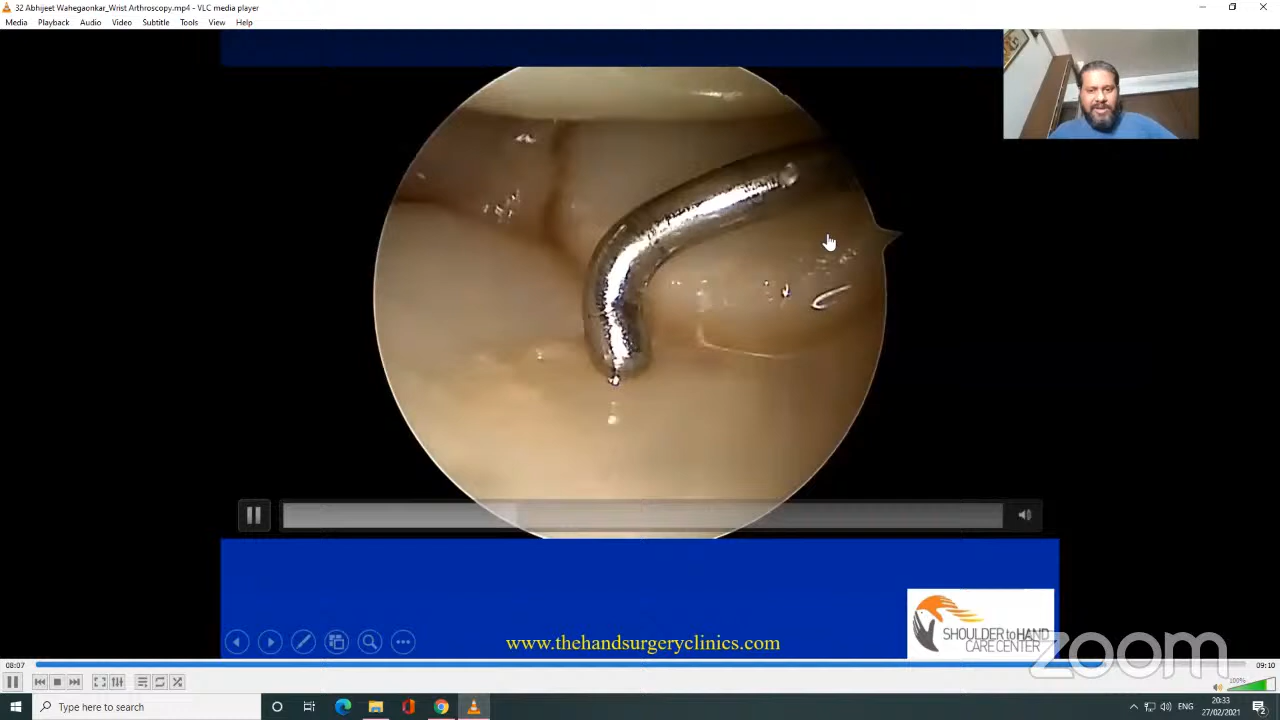 32 Abhijeet Wahegaonkar_Wrist Arthroscopy.mp4 - VLC media player
Media Playback Audio Video Subtitle Tools View Help
www.thehandsurgeryclinics.com
SHOULDER to HAND
CARE CENTER
zoom
08:07
09:10
100%
Type here to search
ENG
20:33
27/02/2021
2